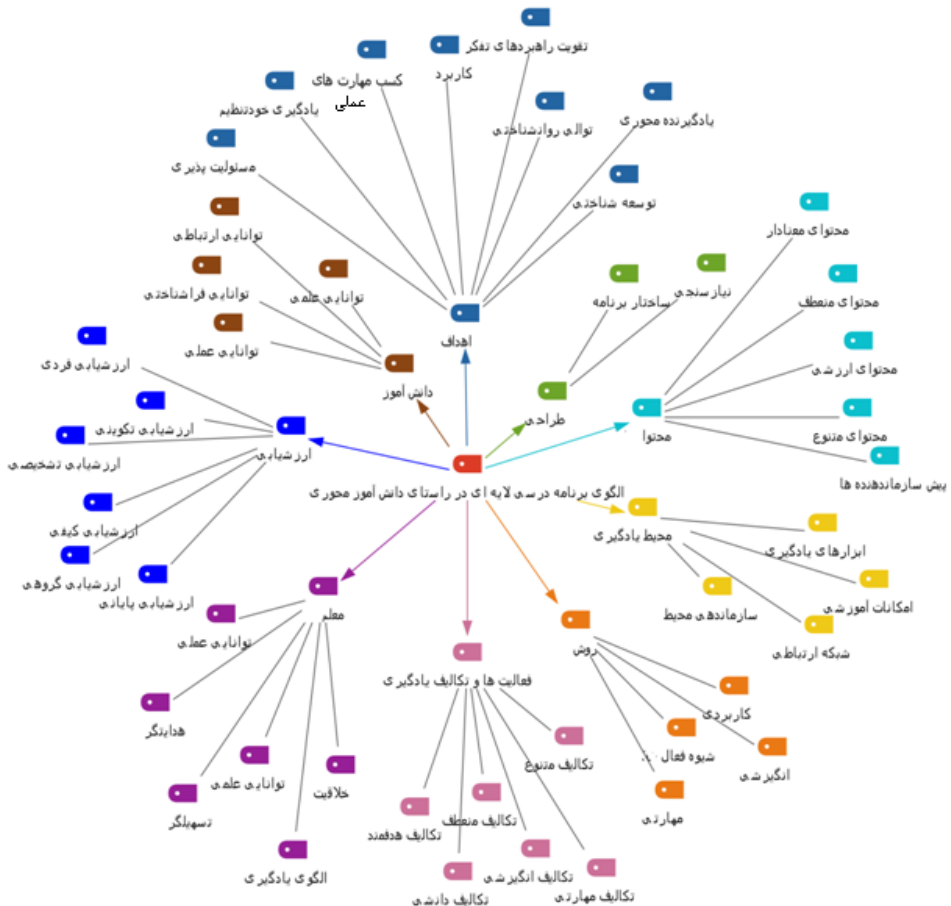 تقویت راهبردهای تفکر
کاربرد
کسب مهارت های
عملی
یادگیری خودتنظیم
توالی روانشناختی
یادگیرنده محوری
مسئولیت پذیری
توسعه شناختی
اهداف
توانایی ارتباطی
توانایی علمی
توانایی فراشناختی
توانایی عملی
دانش آموز
نیازسنجی
ساختار برنامه
طراحی
محتوای معنادار
محتوای منعطف
محتوای ارزشی
محتوای متنوع
پیش سازماندهنده ها
محتوا
ارزشیابی فردی
ارزشیابی تکوینی
ارزشیابی تشخیصی
ارزشیابی کیفی
ارزشیابی گروهی
ارزشیابی پایانی
ارزشیابی
الگوی برنامه درسی لایه ای در راستای دانش آموز محوری
محیط یادگیری
ابزارهای یادگیری
امکانات آموزشی
سازماندهی محیط
شبکه ارتباطی
معلم
توانایی عملی
هدایتگر
توانایی علمی
خلاقیت
تسهیلگر
الگوی یادگیری
فعالیت ها و تکالیف یادگیری
تکالیف متنوع
تکالیف منعطف
تکالیف هدفمند
تکالیف انگیزشی
تکالیف مهارتی
تکالیف دانشی
روش
کاربردی
انگیزشی
شیوه فعال
مهارتی